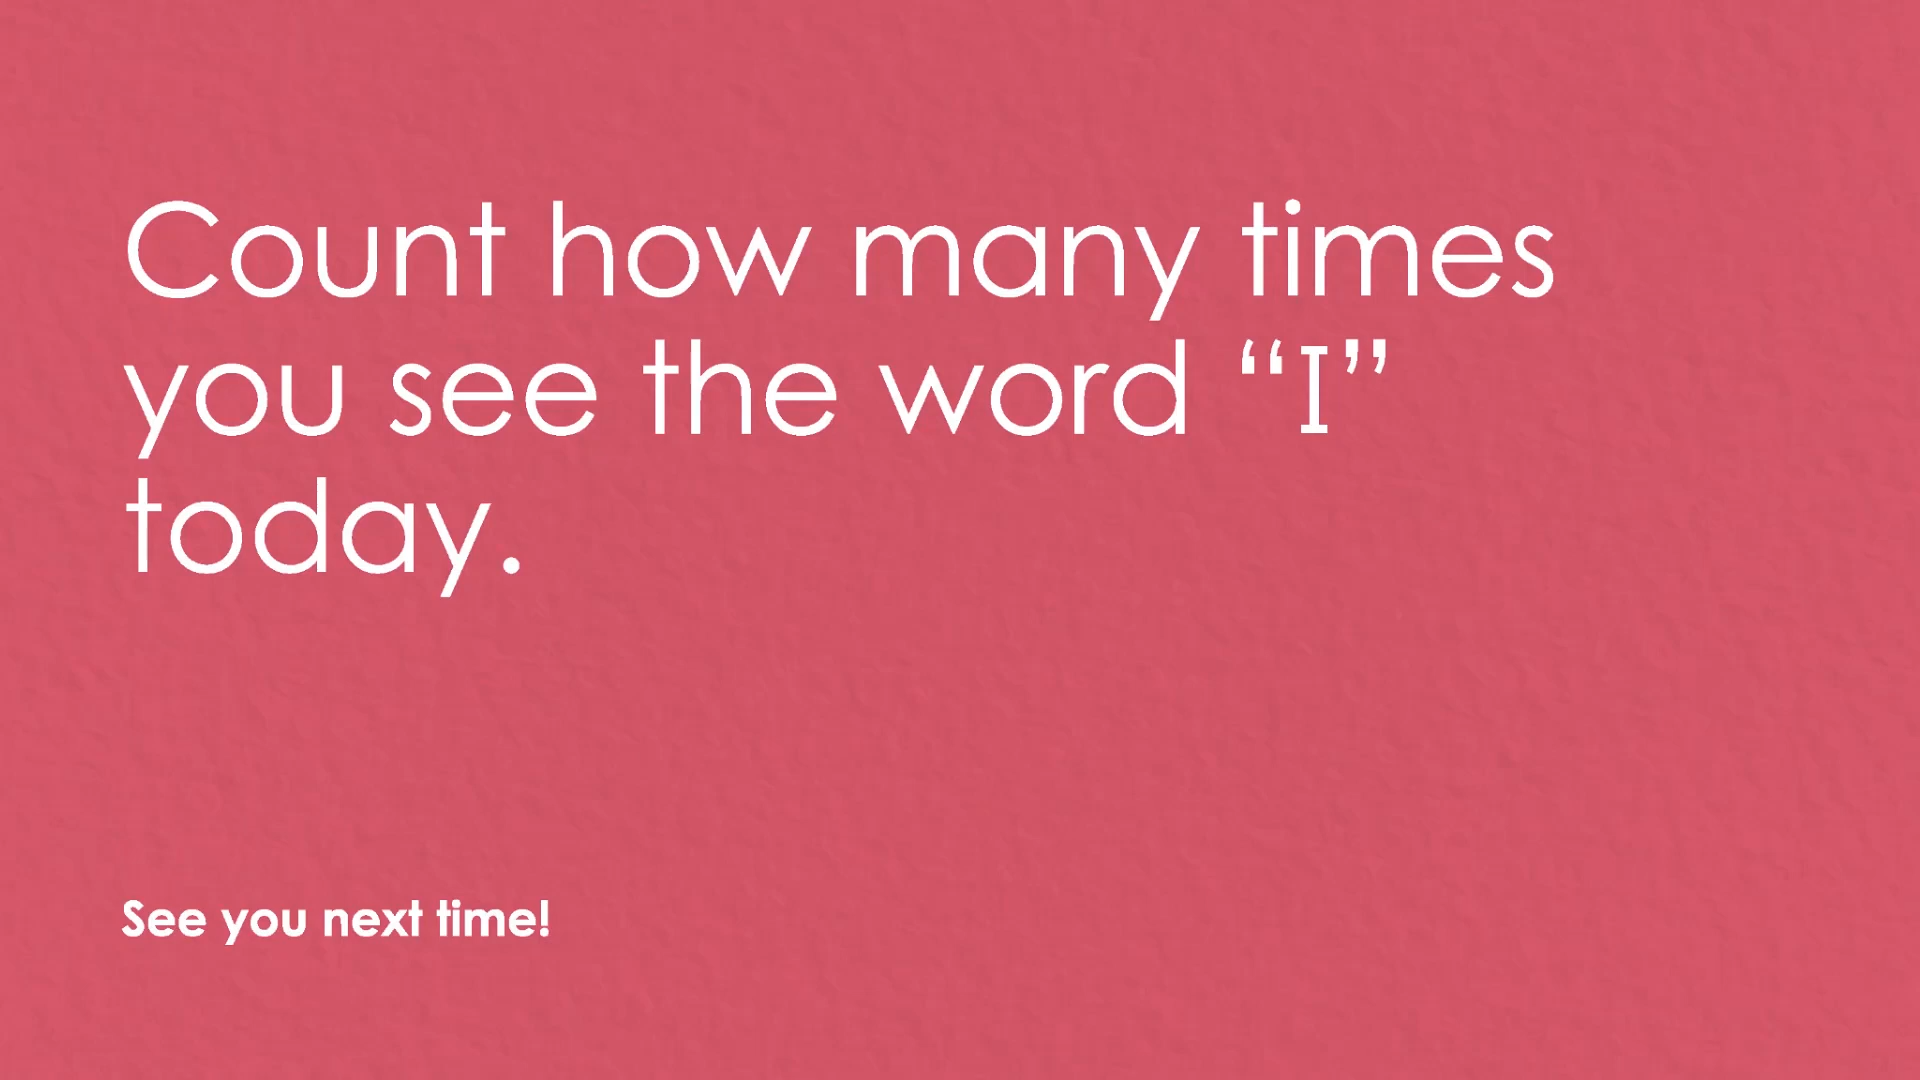 Count how many times
you see the word “I”
today.
See you next time!